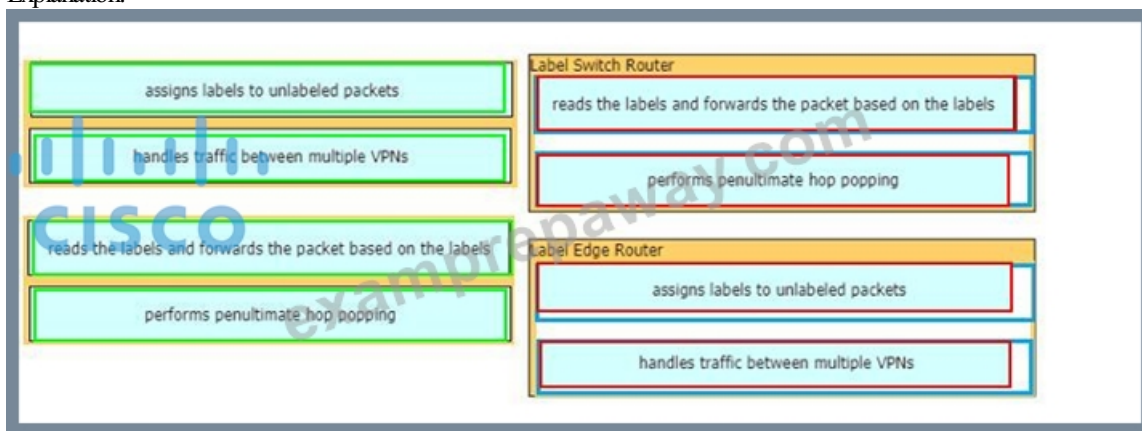 Explanation:
assigns labels to unlabeled packets
handles traffic between multiple VPNs
reads the labels and forwards the packet based on the labels
performs penultimate hop popping
CISCO
Label Switch Router
reads the labels and forwards the packet based on the labels
performs penultimate hop popping
Label Edge Router
assigns labels to unlabeled packets
handles traffic between multiple VPNs
examprepaway.com